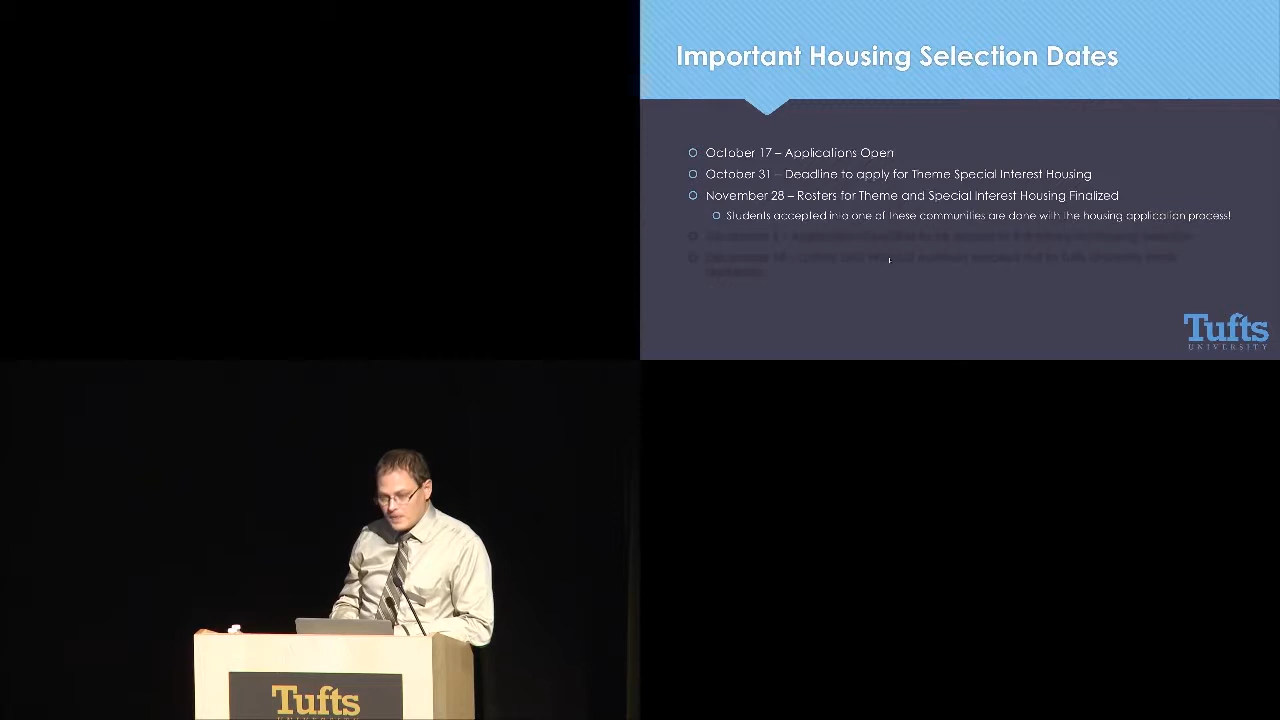 Important Housing Selection Dates
October 17 – Applications Open
October 31 – Deadline to apply for Theme Special Interest Housing
November 28 – Rosters for Theme and Special Interest Housing Finalized
Students accepted into one of these communities are done with the housing application process!
Tufts
UNIVERSITY
Tufts
UNIVERSITY